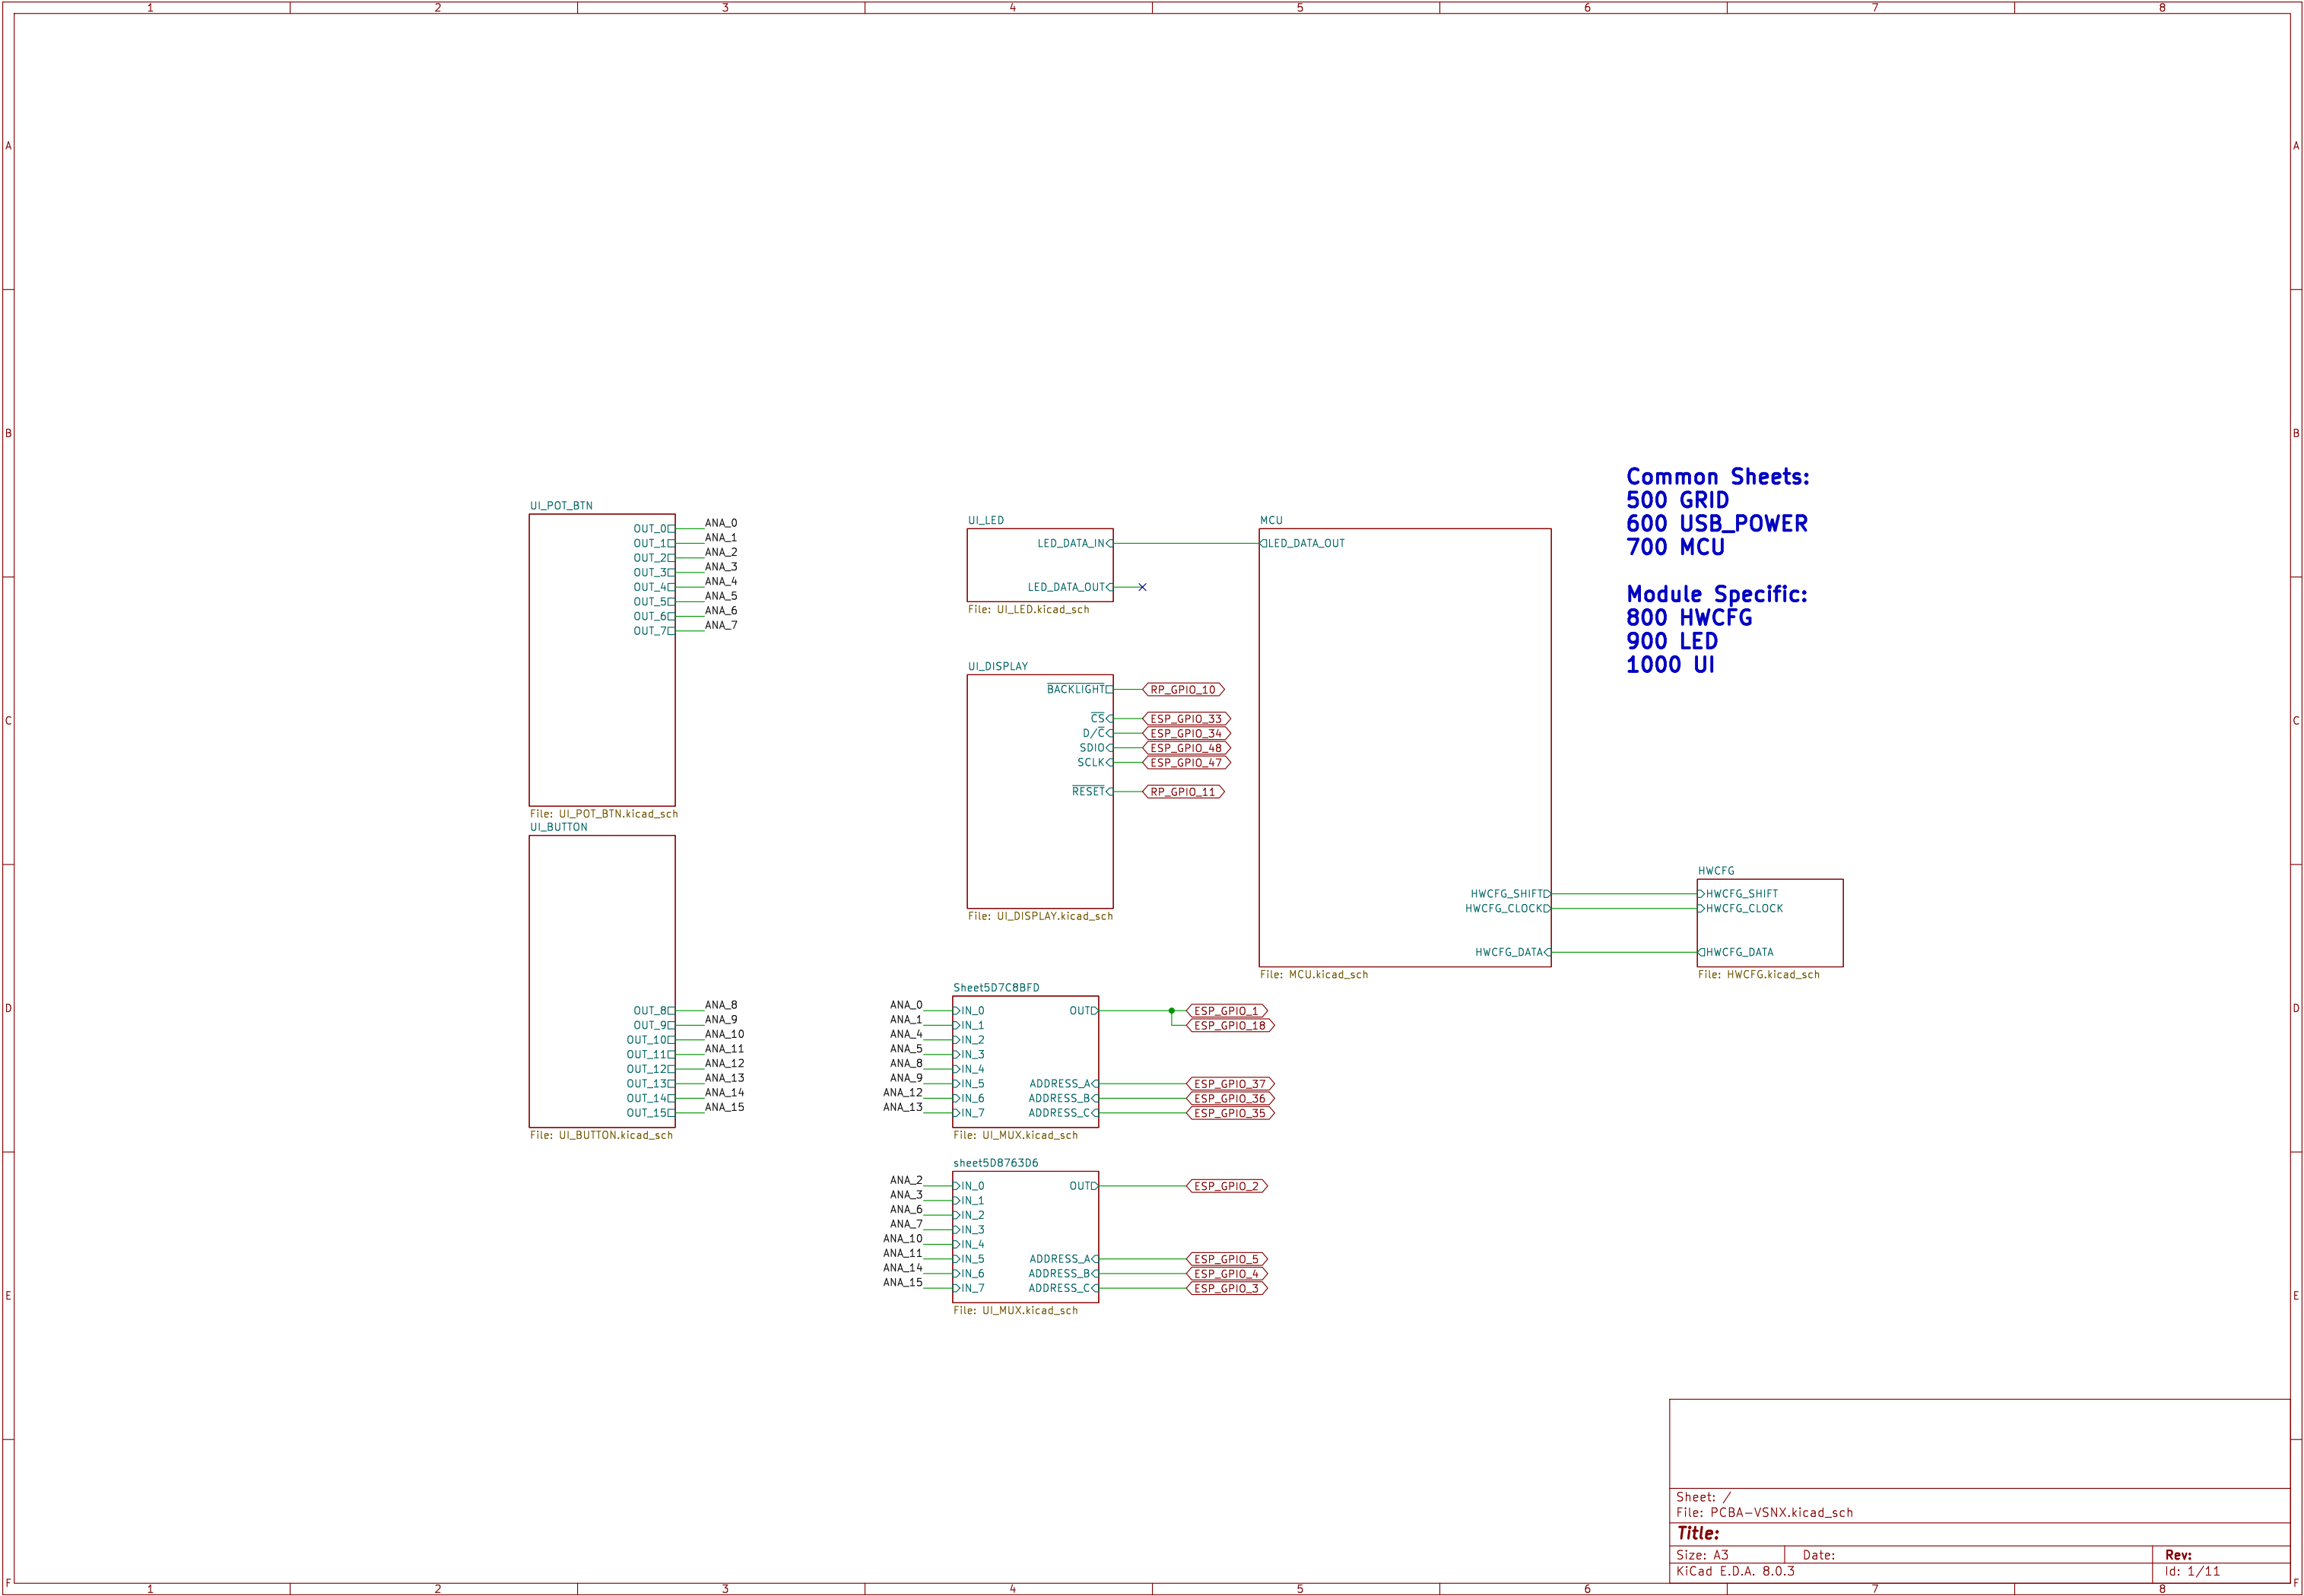 1 2 3 4 5 6 7 8
A A
B B
Common Sheets:
500 GRID
600 USB_POWER
700 MCU
Module Specific:
800 HWCFG
900 LED
1000 UI
UI_POT_BTN
OUT_0 ANA_0
OUT_1 ANA_1
OUT_2 ANA_2
OUT_3 ANA_3
OUT_4 ANA_4
OUT_5 ANA_5
OUT_6 ANA_6
OUT_7 ANA_7
File: UI_POT_BTN.kicad_sch
UI_LED
LED_DATA_IN
LED_DATA_OUT
File: UI_LED.kicad_sch
MCU
LED_DATA_OUT
HWCFG_SHIFT
HWCFG_CLOCK
HWCFG_DATA
File: MCU.kicad_sch
UI_DISPLAY
BACKLIGHT RP_GPIO_10
CS ESP_GPIO_33
D/C ESP_GPIO_34
SDIO ESP_GPIO_48
SCLK ESP_GPIO_47
RESET RP_GPIO_11
File: UI_DISPLAY.kicad_sch
C C
HWCFG
HWCFG_SHIFT
HWCFG_CLOCK
HWCFG_DATA
File: HWCFG.kicad_sch
UI_BUTTON
OUT_8 ANA_8
OUT_9 ANA_9
OUT_10 ANA_10
OUT_11 ANA_11
OUT_12 ANA_12
OUT_13 ANA_13
OUT_14 ANA_14
OUT_15 ANA_15
File: UI_BUTTON.kicad_sch
Sheet5D7C8BFD
ANA_0 IN_0 OUT ESP_GPIO_1
ANA_1 IN_1 ESP_GPIO_18
ANA_4 IN_2
ANA_5 IN_3
ANA_8 IN_4
ANA_9 IN_5 ADDRESS_A ESP_GPIO_37
ANA_12 IN_6 ADDRESS_B ESP_GPIO_36
ANA_13 IN_7 ADDRESS_C ESP_GPIO_35
File: UI_MUX.kicad_sch
D D
sheet5D8763D6
ANA_2 IN_0 OUT ESP_GPIO_2
ANA_3 IN_1
ANA_6 IN_2
ANA_7 IN_3
ANA_10 IN_4
ANA_11 IN_5 ADDRESS_A ESP_GPIO_5
ANA_14 IN_6 ADDRESS_B ESP_GPIO_4
ANA_15 IN_7 ADDRESS_C ESP_GPIO_3
File: UI_MUX.kicad_sch
E E
Sheet: /
File: PCBA-VSNX.kicad_sch
Title:
Size: A3 Date: Rev:
KiCad E.D.A. 8.0.3 Id: 1/11
F F
1 2 3 4 5 6 7 8